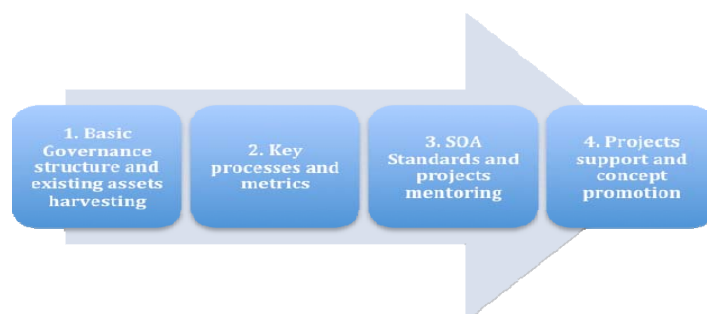 1. Basic
Governance
structure and
existing assets
harvesting
2. Key
processes and
metrics
3. SOA
Standards and
projects
mentoring
4. Projects
support and
concept
promotion